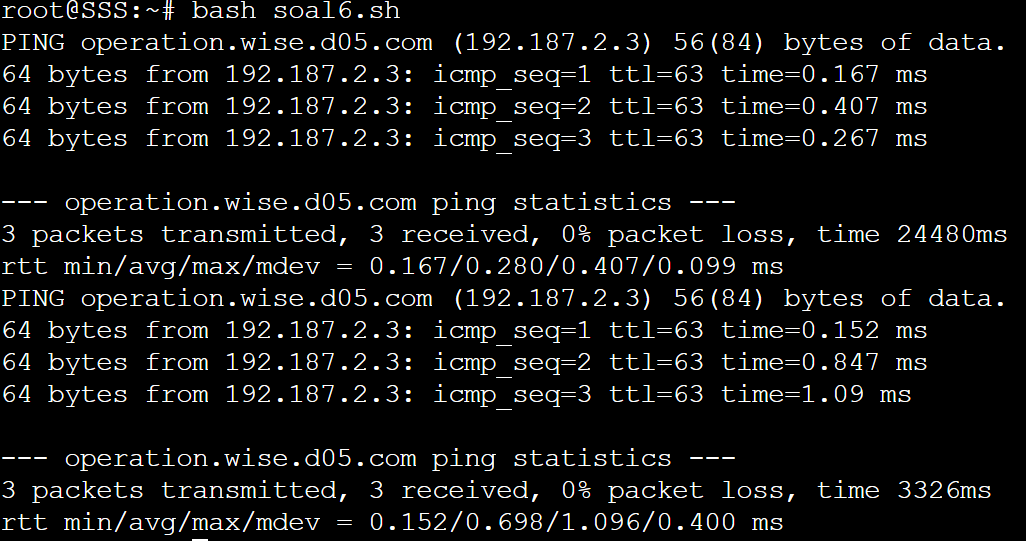 root@SSS:~# bash soal6.sh
PING operation.wise.d05.com (192.187.2.3) 56(84) bytes of data.
64 bytes from 192.187.2.3: icmp_seq=1 ttl=63 time=0.167 ms
64 bytes from 192.187.2.3: icmp_seq=2 ttl=63 time=0.407 ms
64 bytes from 192.187.2.3: icmp_seq=3 ttl=63 time=0.267 ms

--- operation.wise.d05.com ping statistics ---
3 packets transmitted, 3 received, 0% packet loss, time 24480ms
rtt min/avg/max/mdev = 0.167/0.280/0.407/0.099 ms
PING operation.wise.d05.com (192.187.2.3) 56(84) bytes of data.
64 bytes from 192.187.2.3: icmp_seq=1 ttl=63 time=0.152 ms
64 bytes from 192.187.2.3: icmp_seq=2 ttl=63 time=0.847 ms
64 bytes from 192.187.2.3: icmp_seq=3 ttl=63 time=1.09 ms

--- operation.wise.d05.com ping statistics ---
3 packets transmitted, 3 received, 0% packet loss, time 3326ms
rtt min/avg/max/mdev = 0.152/0.698/1.096/0.400 ms